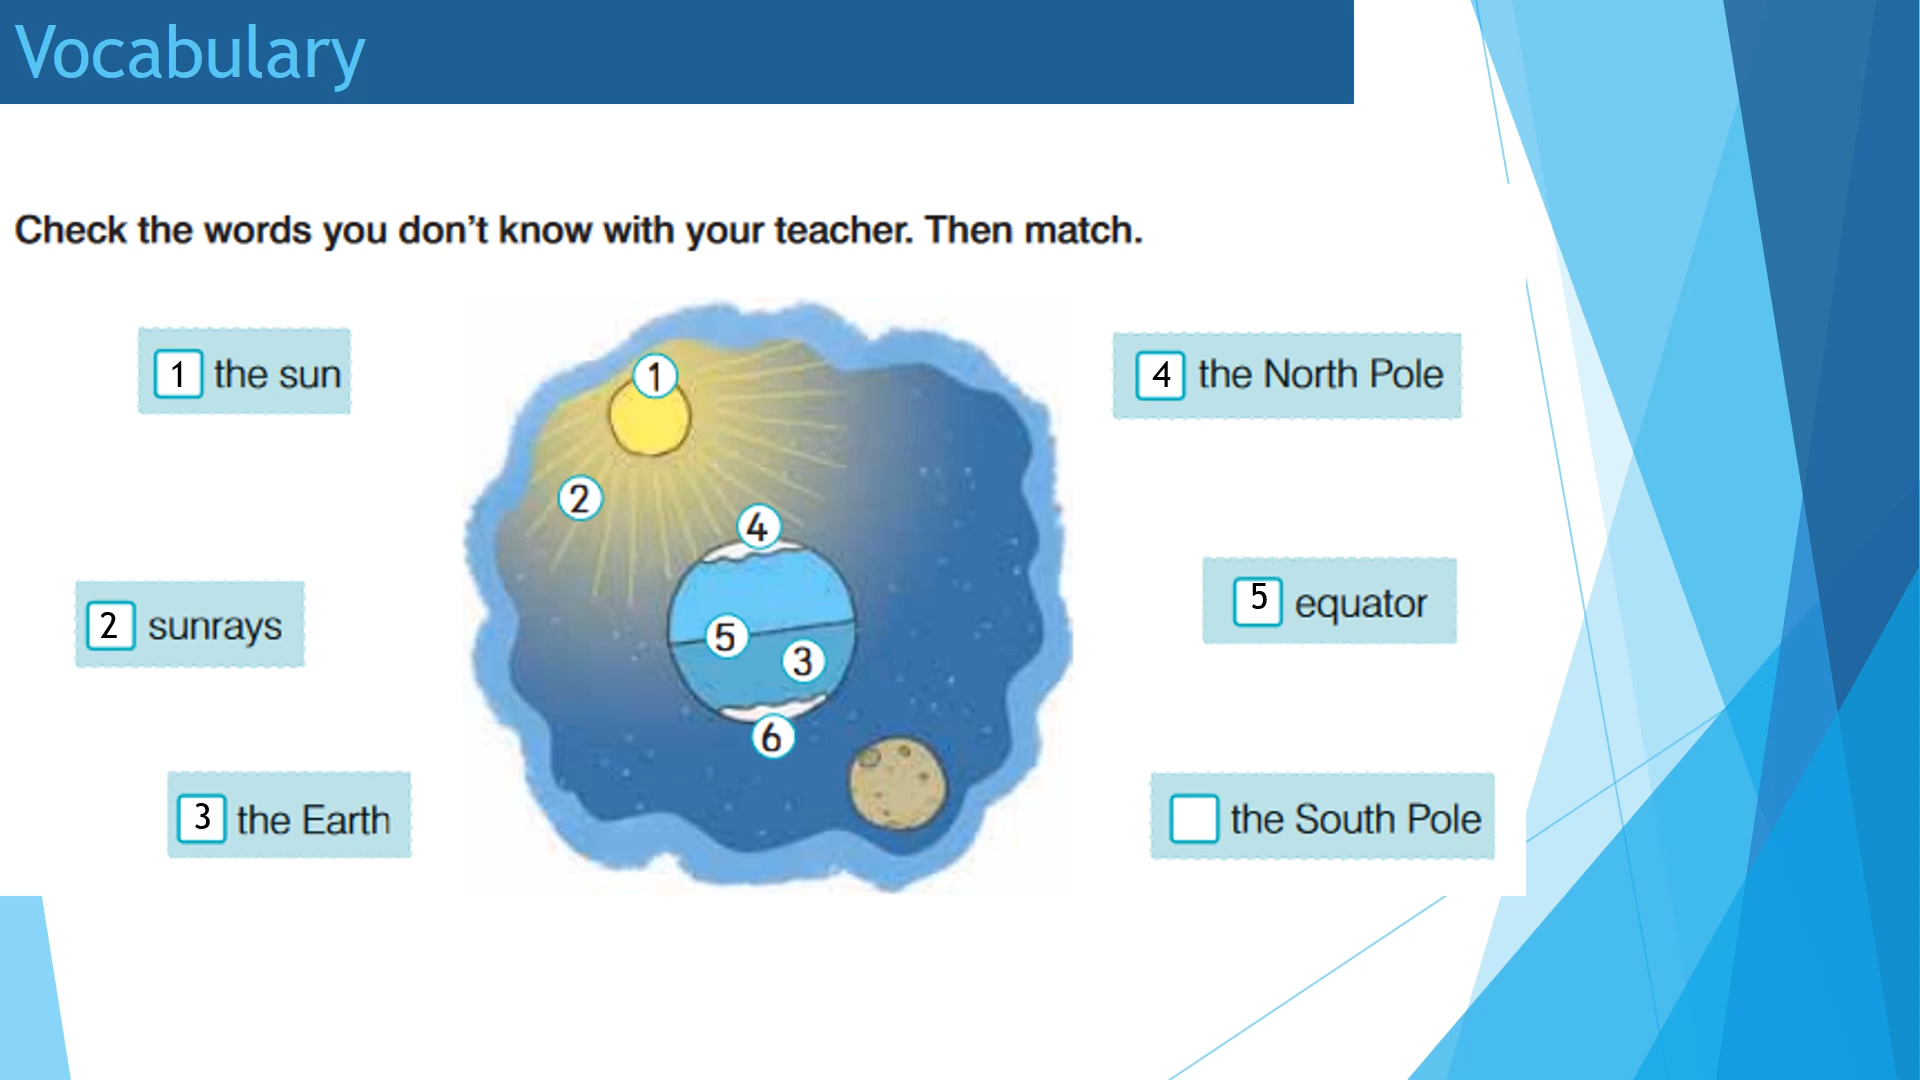 Vocabulary
Check the words you don't know with your teacher. Then match.
1 the sun
2 sunrays
3 the Earth
1
2
4
5
3
6
4 the North Pole
5 equator
the South Pole